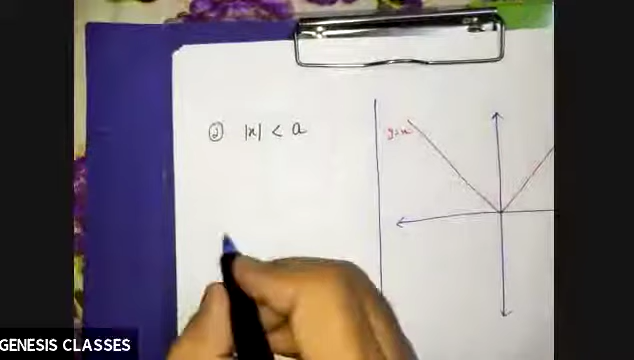 ② |x| < a
GENESIS CLASSES